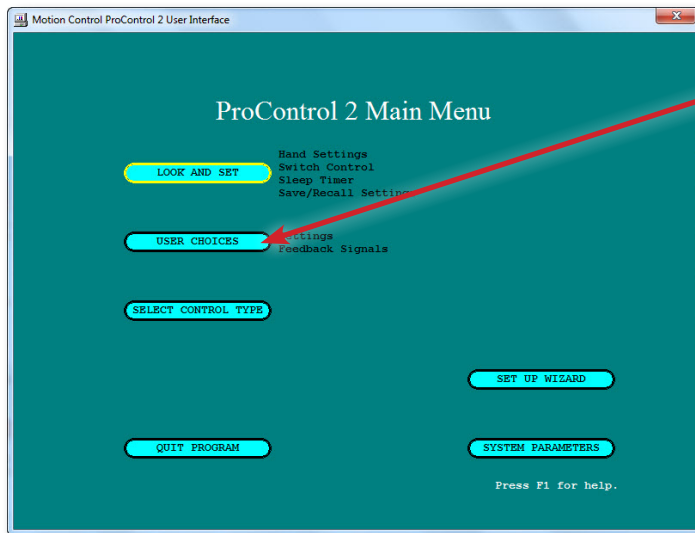 Motion Control ProControl 2 User Interface
ProControl 2 Main Menu
LOOK AND SET
Hand Settings
Switch Control
Sleep Timer
Save/Recall Settings
USER CHOICES
Settings
Feedback Signals
SELECT CONTROL TYPE
SET UP WIZARD
QUIT PROGRAM
SYSTEM PARAMETERS
Press F1 for help.